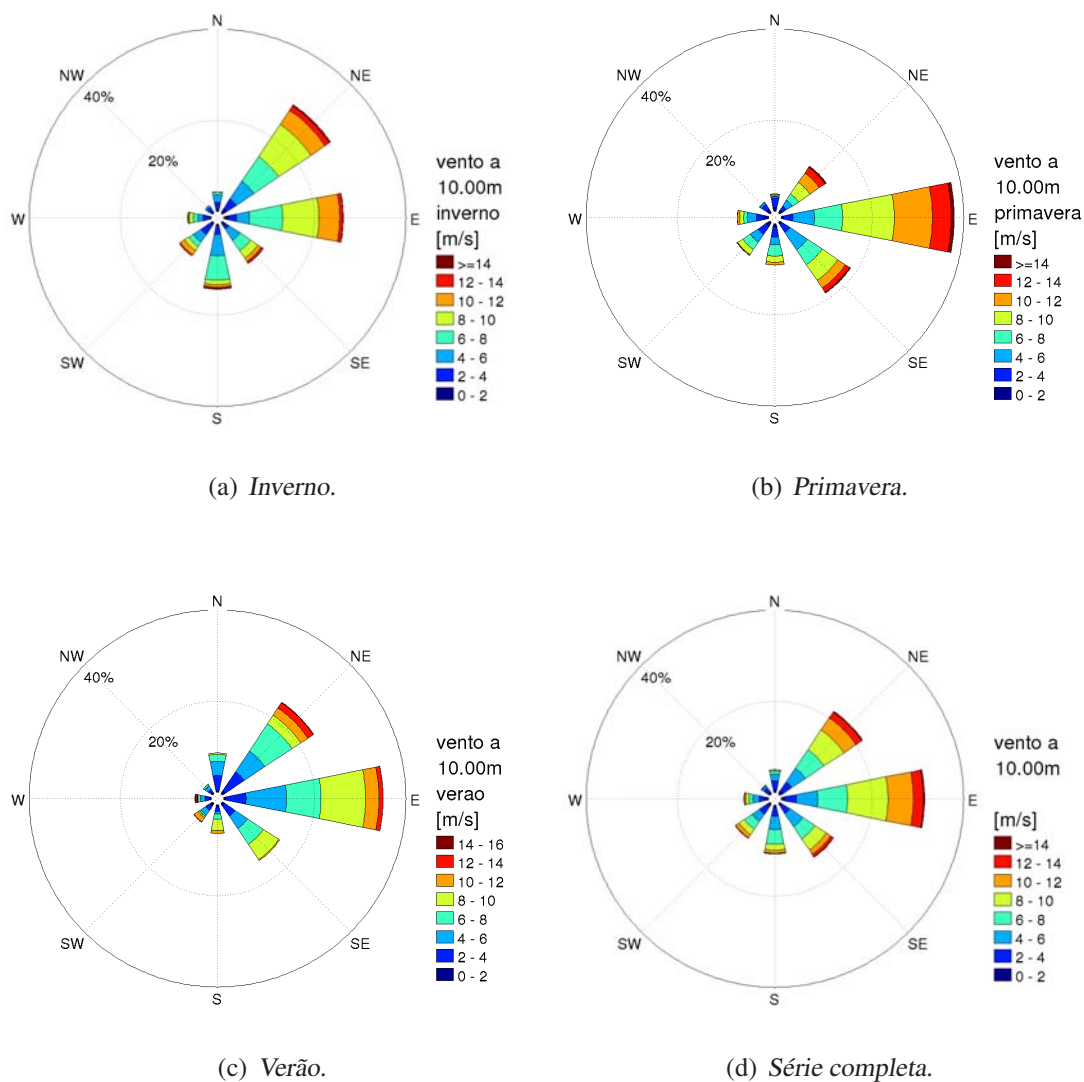 N
NW
NE
40%
20%
W
E
SW
SE
S
vento a
10.00m
inverno
[m/s]
>=14
12 - 14
10 - 12
8 - 10
6 - 8
4 - 6
2 - 4
0 - 2
(a) Inverno.
N
NW
NE
40%
20%
W
E
SW
SE
S
vento a
10.00m
primavera
[m/s]
>=14
12 - 14
10 - 12
8 - 10
6 - 8
4 - 6
2 - 4
0 - 2
(b) Primavera.
N
NW
NE
40%
20%
W
E
SW
SE
S
vento a
10.00m
verao
[m/s]
14 - 16
12 - 14
10 - 12
8 - 10
6 - 8
4 - 6
2 - 4
0 - 2
(c) Verão.
N
NW
NE
40%
20%
W
E
SW
SE
S
vento a
10.00m
[m/s]
>=14
12 - 14
10 - 12
8 - 10
6 - 8
4 - 6
2 - 4
0 - 2
(d) Série completa.